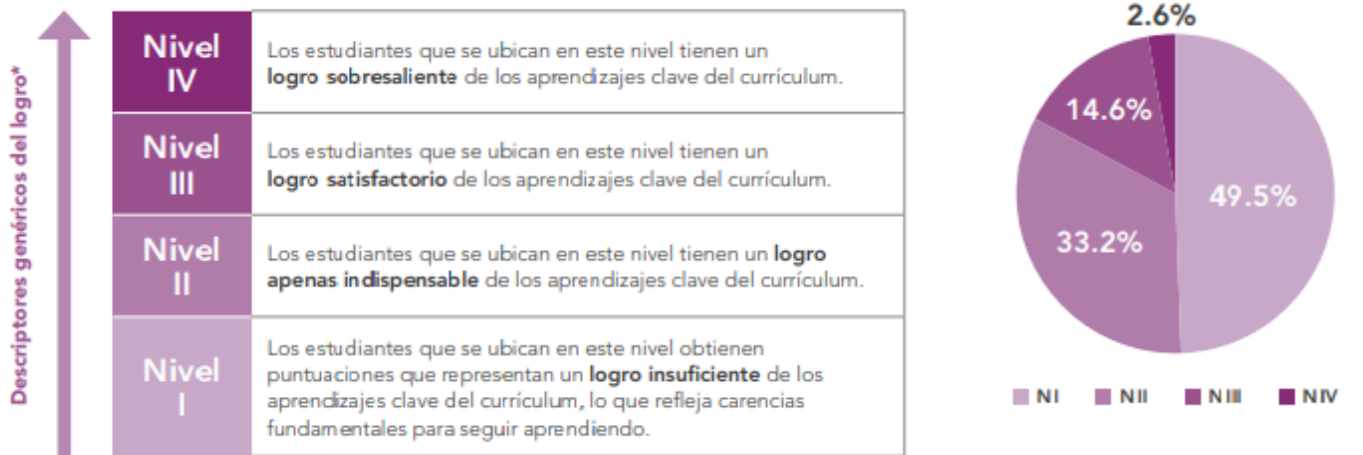 Descriptores genéricos del logro*
Nivel
IV
Los estudiantes que se ubican en este nivel tienen un
logro sobresaliente de los aprendizajes clave del currículum.
Nivel
III
Los estudiantes que se ubican en este nivel tienen un
logro satisfactorio de los aprendizajes clave del currículum.
Nivel
II
Los estudiantes que se ubican en este nivel tienen un logro
apenas indispensable de los aprendizajes clave del currículum.
Nivel
I
Los estudiantes que se ubican en este nivel obtienen
puntuaciones que representan un logro insuficiente de los
aprendizajes clave del currículum, lo que refleja carencias
fundamentales para seguir aprendiendo.
2.6%
14.6%
49.5%
33.2%
NI NII NIII NIV